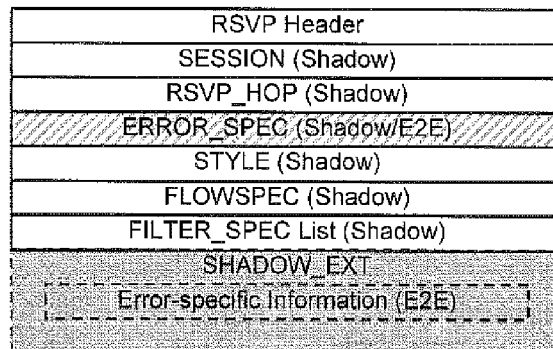 RSVP Header
SESSION (Shadow)
RSVP_HOP (Shadow)
ERROR_SPEC (Shadow/E2E)
STYLE (Shadow)
FLOWSPEC (Shadow)
FILTER_SPEC List (Shadow)
SHADOW_EXT
Error-specific Information (E2E)